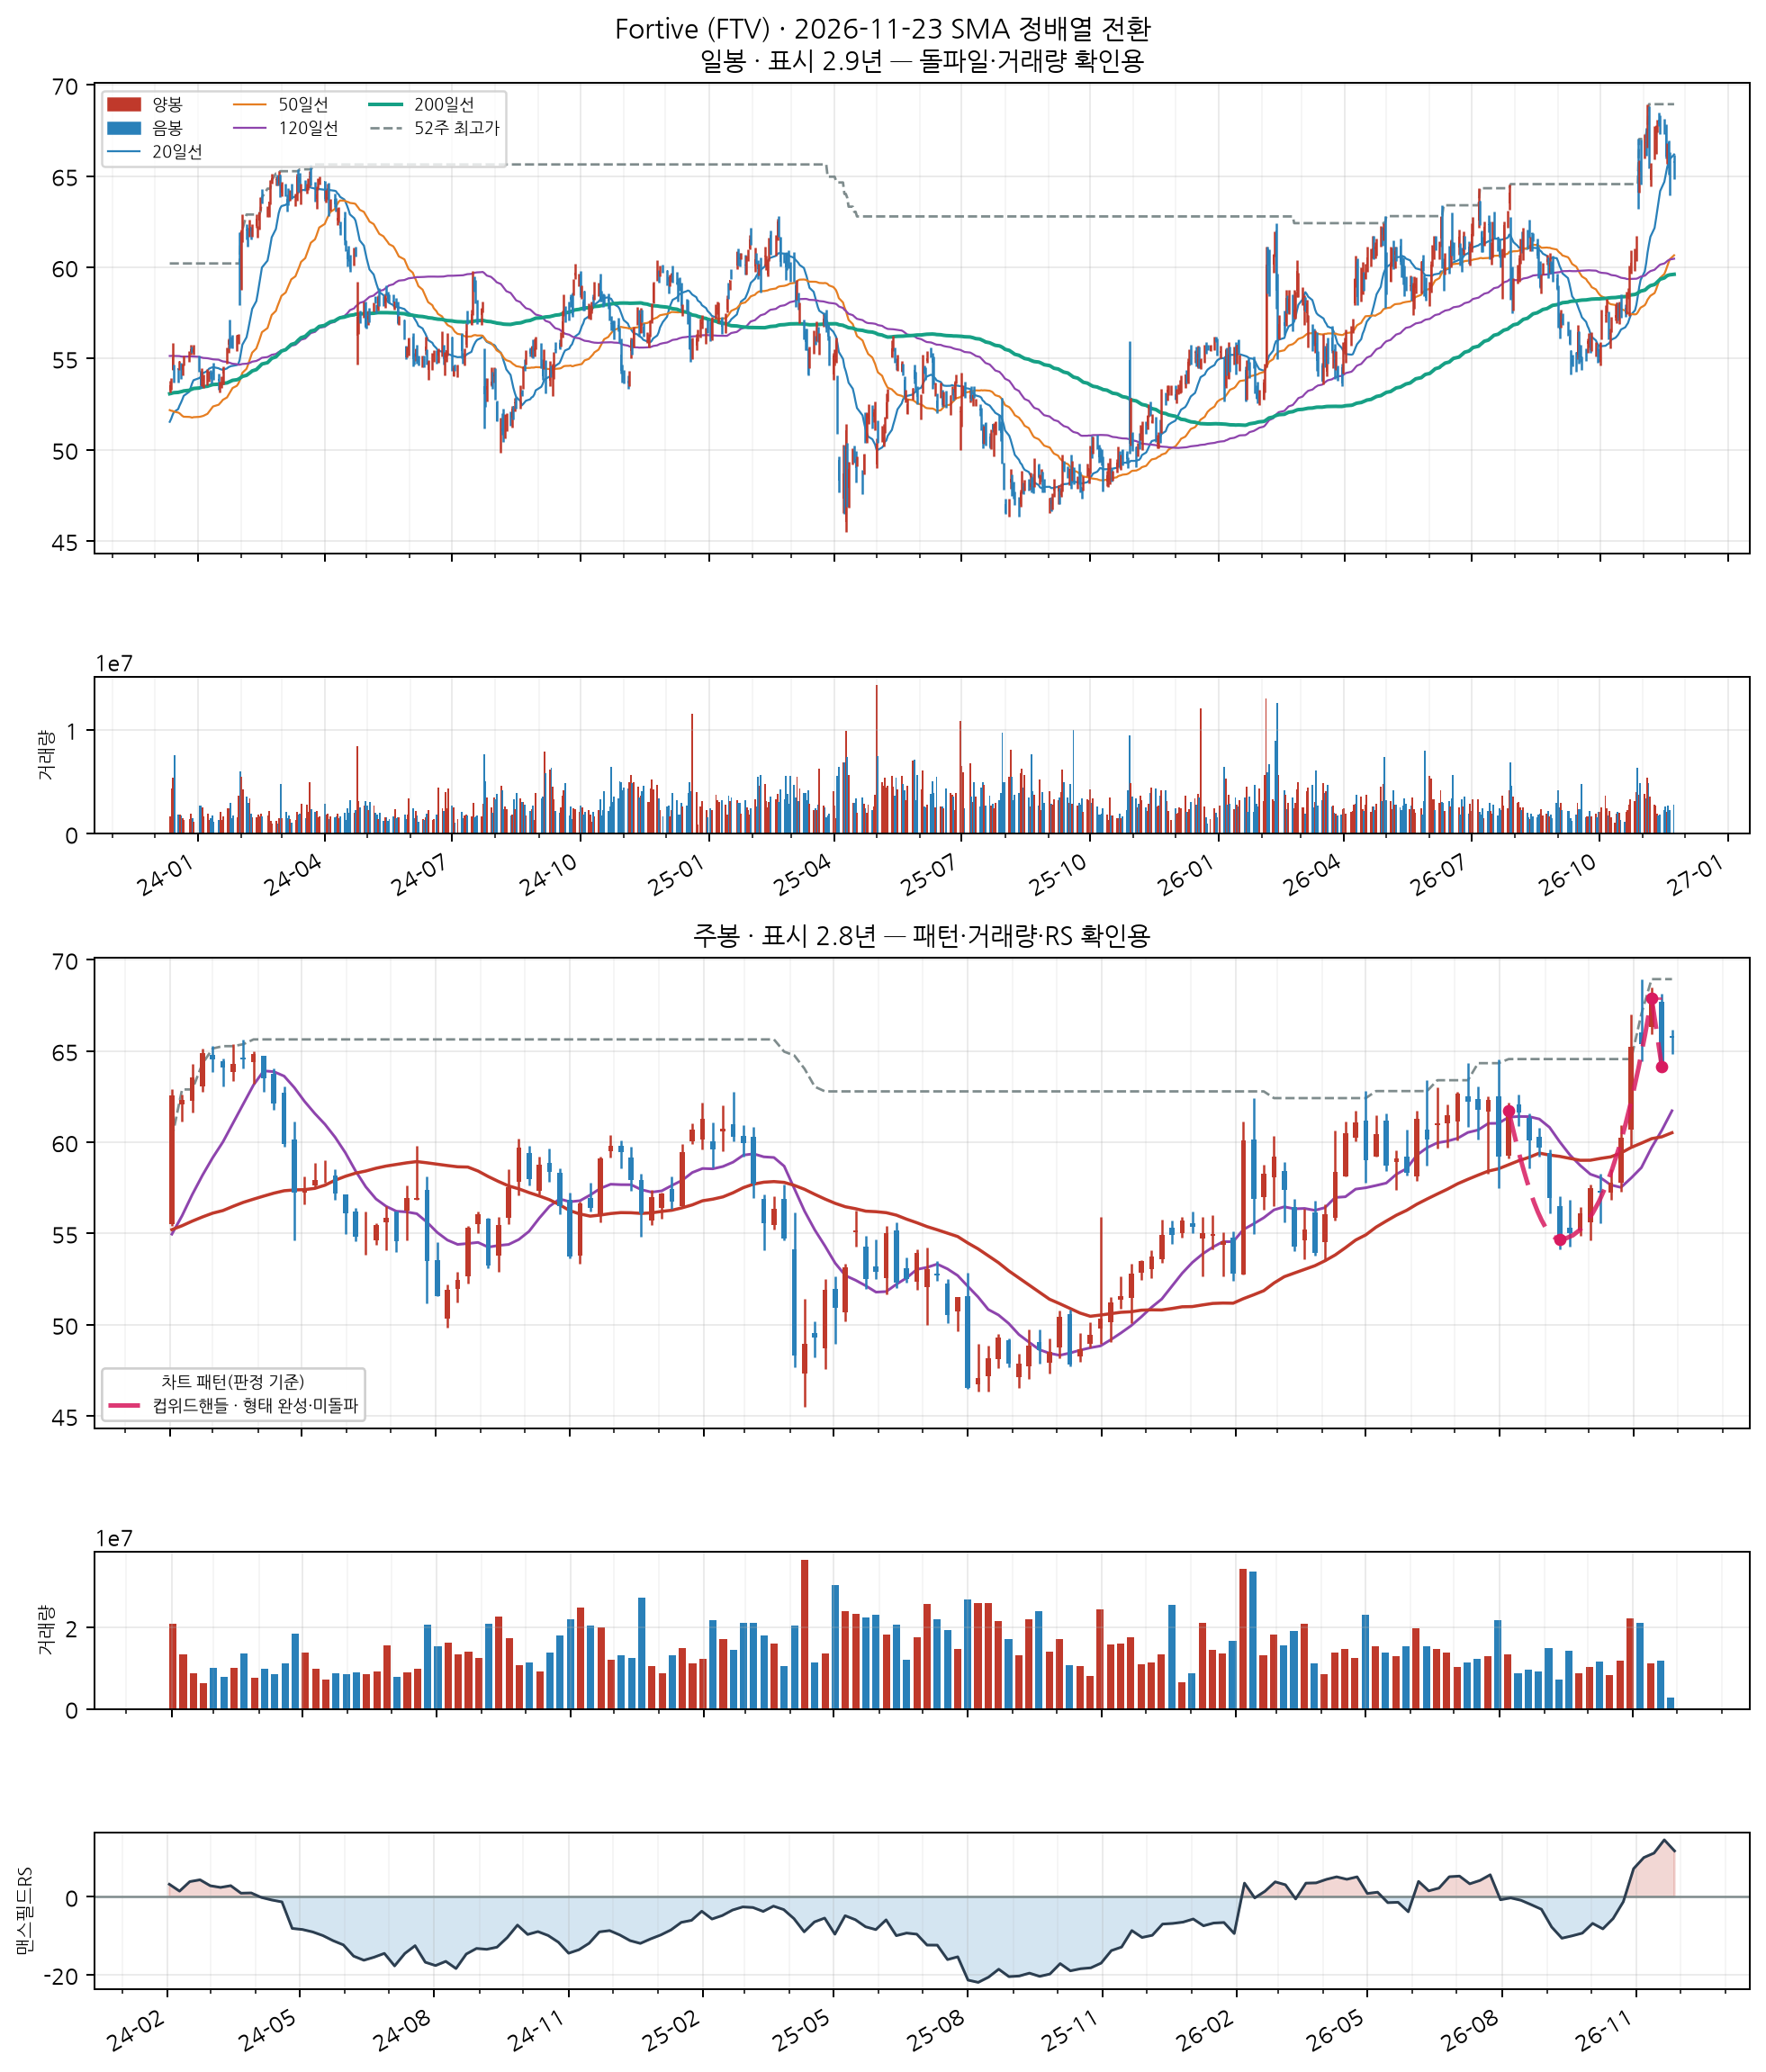 Fortive (FTV) · 2026-11-23 SMA 정배열 전환
일봉 · 표시 2.9년 — 돌파일·거래량 확인용
양봉
음봉
20일선
50일선
120일선
200일선
52주 최고가
70
65
60
55
50
45
1e7
거래량
1
0
24-01
24-04
24-07
24-10
25-01
25-04
25-07
25-10
26-01
26-04
26-07
26-10
27-01
주봉 · 표시 2.8년 — 패턴·거래량·RS 확인용
70
65
60
55
50
45
차트 패턴(판정 기준)
컵위드핸들 · 형태 완성·미돌파
1e7
거래량
2
0
맨스필드RS
0
-20
24-02
24-05
24-08
24-11
25-02
25-05
25-08
25-11
26-02
26-05
26-08
26-11